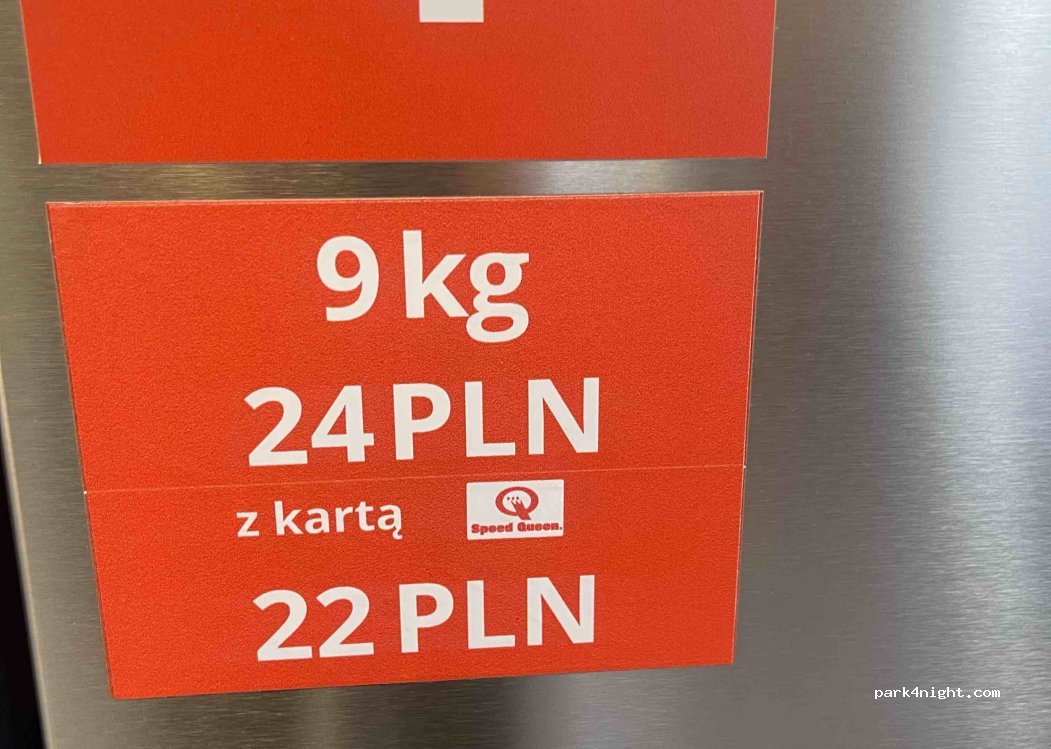 9 kg
24 PLN
z kartą
Speed Queen.
22 PLN
park4night.com